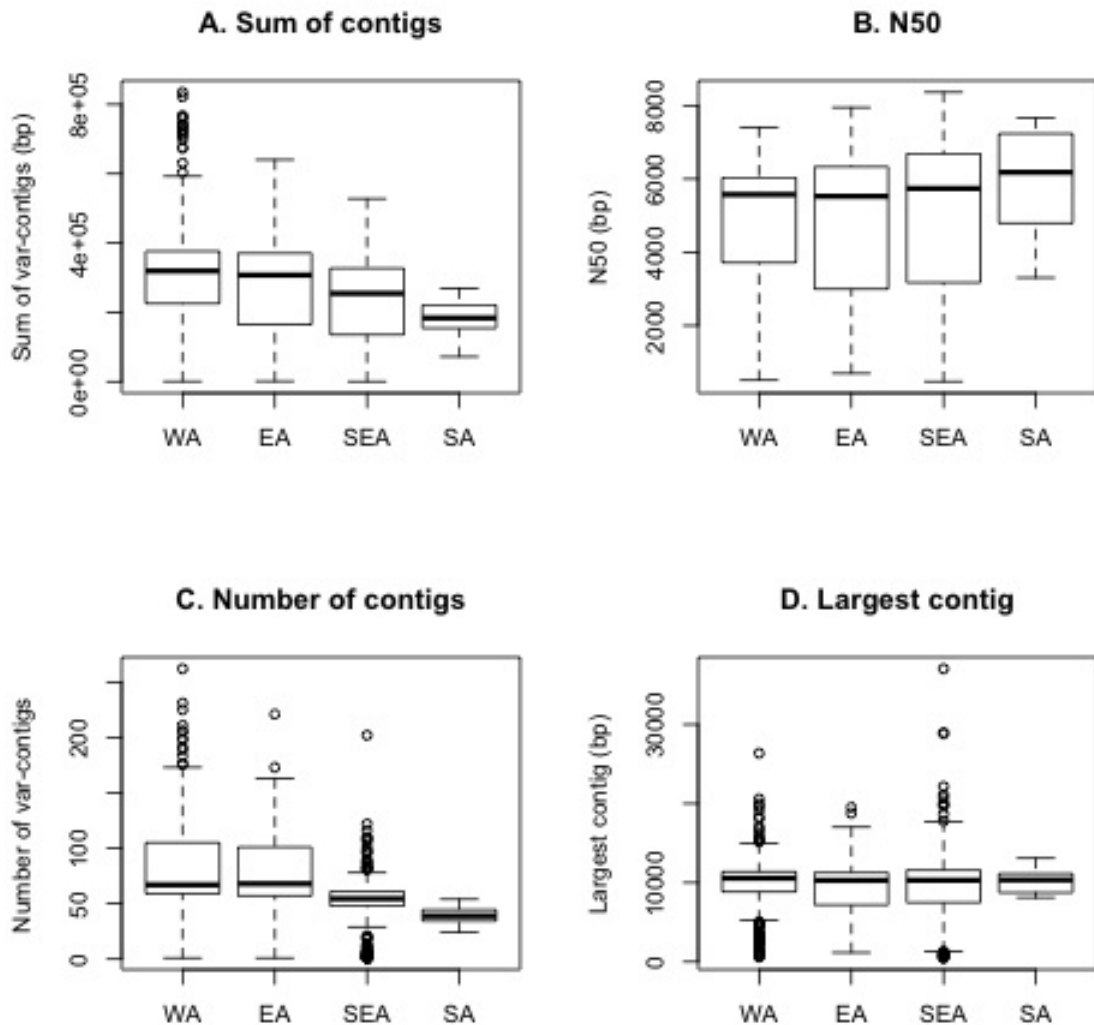 A. Sum of contigs
Sum of var-contigs (bp)
8e+05
4e+05
0e+00
WA EA SEA SA
B. N50
N50 (bp)
8000
6000
4000
2000
WA EA SEA SA
C. Number of contigs
Number of var-contigs
200
100
50
0
WA EA SEA SA
D. Largest contig
Largest contig (bp)
30000
10000
0
WA EA SEA SA